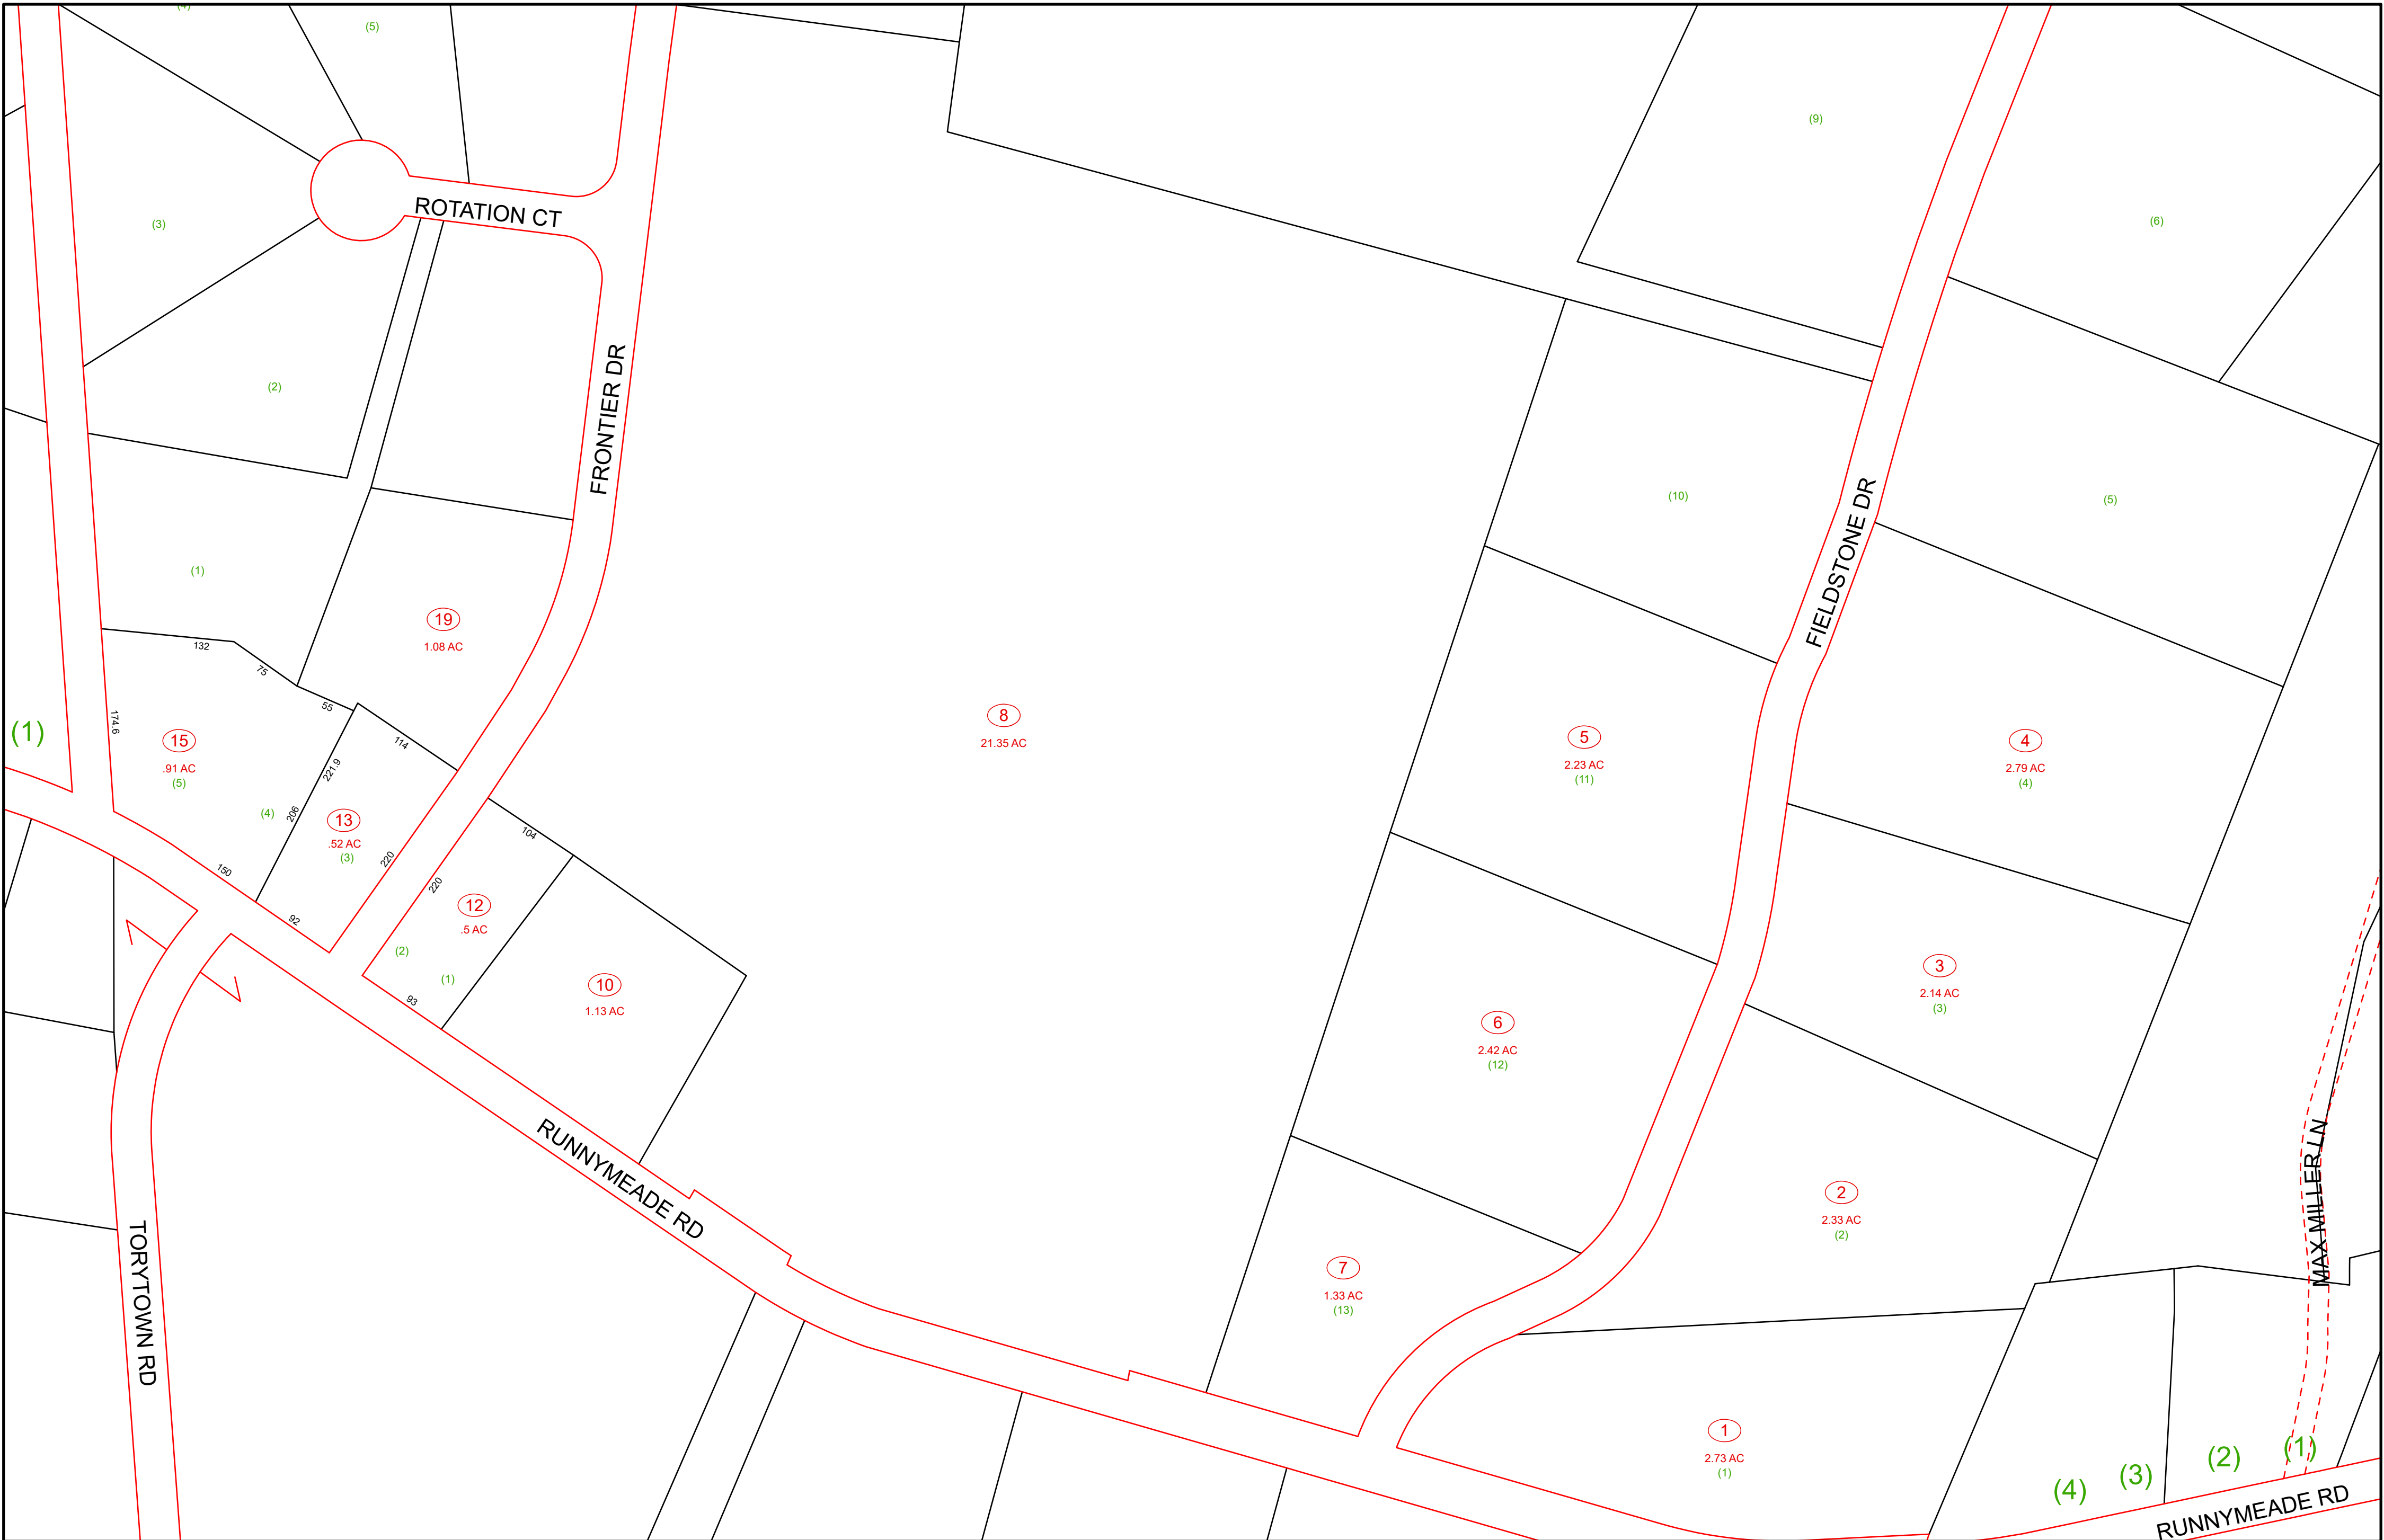 (4)
(5)
(9)
ROTATION CT
(3)
(6)
(2)
FRONTIER DR
(10)
(5)
FIELDSTONE DR
(1)
19
1.08 AC
132
75
55
174.6
(1)
15
.91 AC
(5)
(4)
114
221.9
206
13
.52 AC
(3)
220
150
92
8
21.35 AC
5
2.23 AC
(11)
4
2.79 AC
(4)
104
220
12
.5 AC
(2)
(1)
93
10
1.13 AC
3
2.14 AC
(3)
6
2.42 AC
(12)
RUNNYMEADE RD
2
2.33 AC
(2)
MAX MILLER LN
TORYTOWN RD
7
1.33 AC
(13)
1
2.73 AC
(1)
(4)
(3)
(2)
(1)
RUNNYMEADE RD